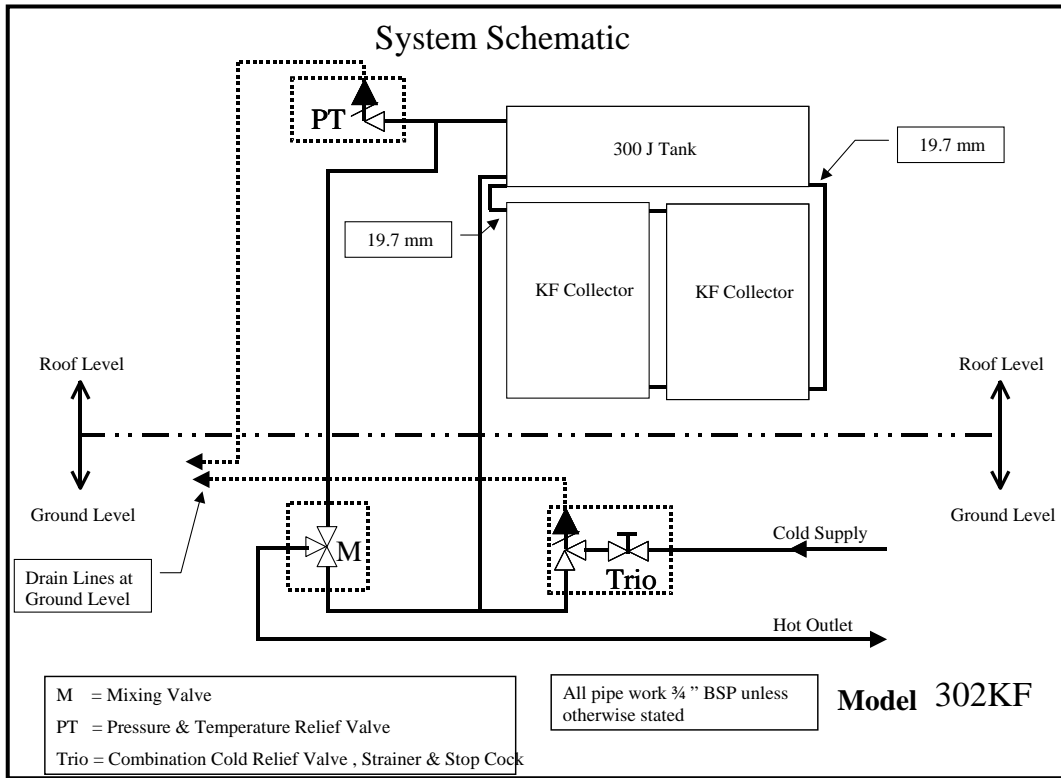 System Schematic
PT
300 J Tank
19.7 mm
19.7 mm
KF Collector
KF Collector
Roof Level
Roof Level
Ground Level
Ground Level
M
Trio
Cold Supply
Drain Lines at
Ground Level
Hot Outlet
M = Mixing Valve
PT = Pressure & Temperature Relief Valve
Trio = Combination Cold Relief Valve , Strainer & Stop Cock
All pipe work ¾ ” BSP unless
otherwise stated
Model 302KF